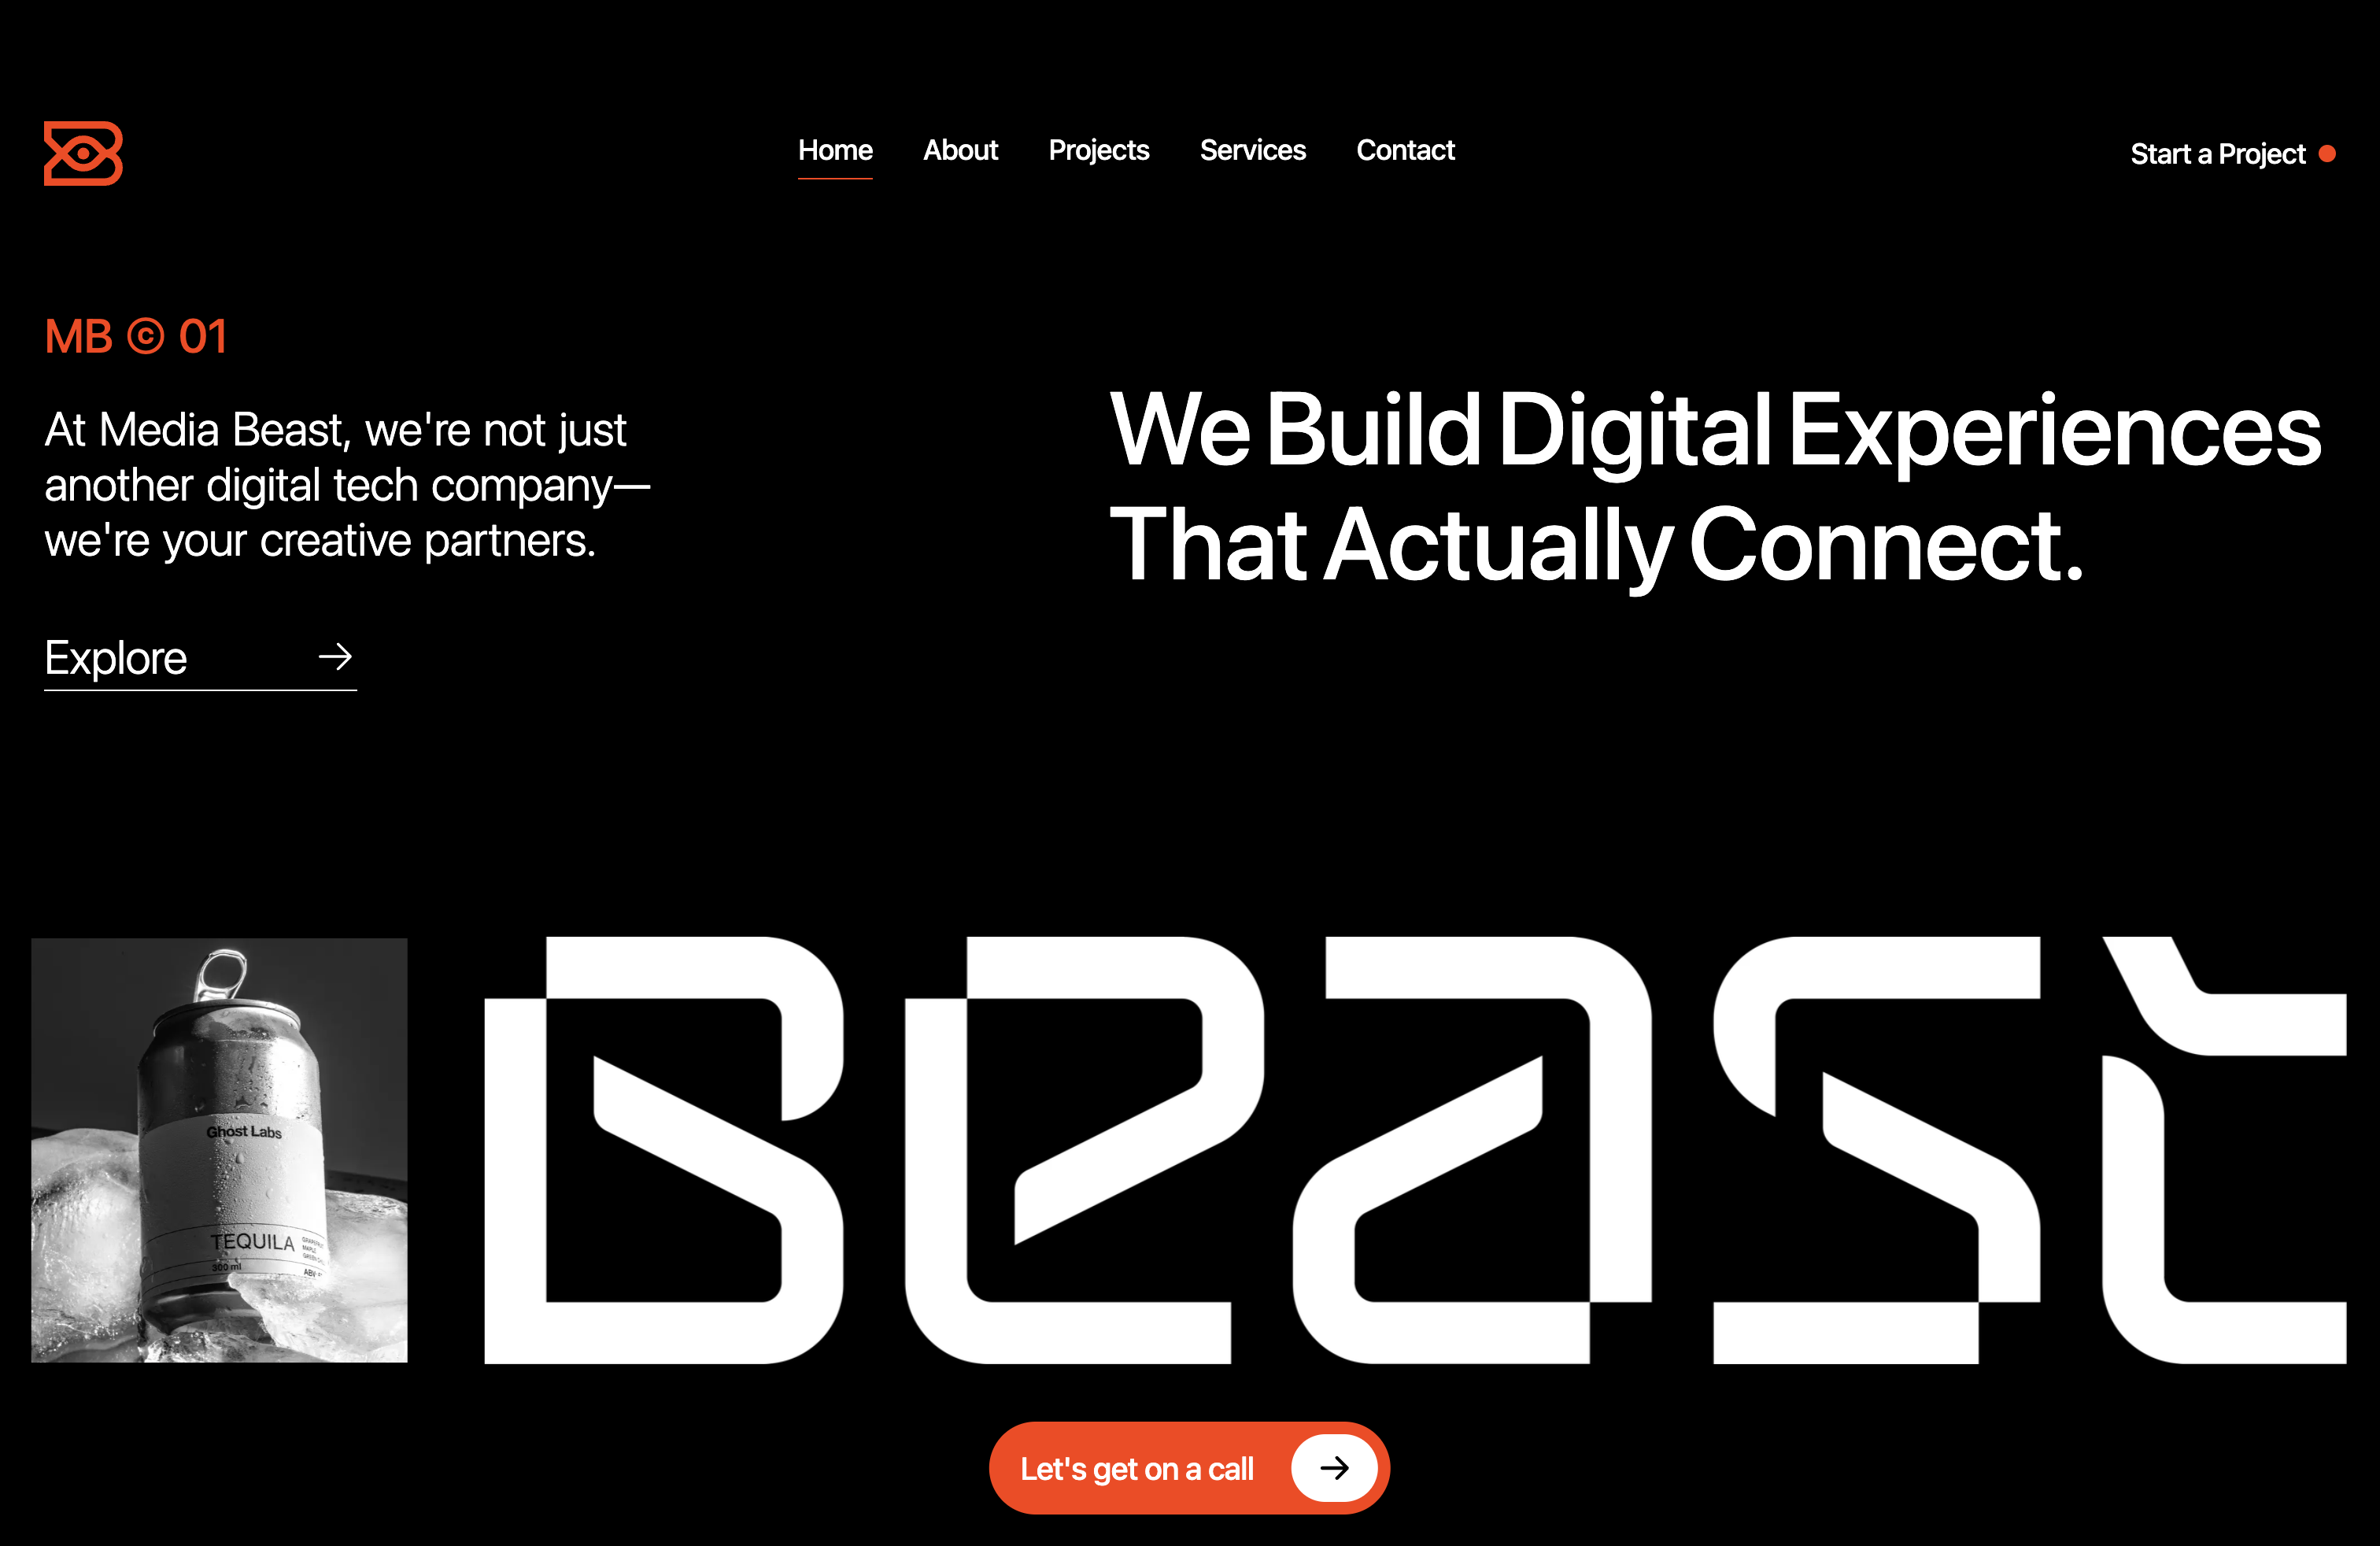 Home About Projects Services Contact
Start a Project
MB © 01
At Media Beast, we're not just
another digital tech company—
we're your creative partners.
Explore
We Build Digital Experiences
That Actually Connect.
Beast
Ghost Labs
TEQUILA
300 ml
Let's get on a call